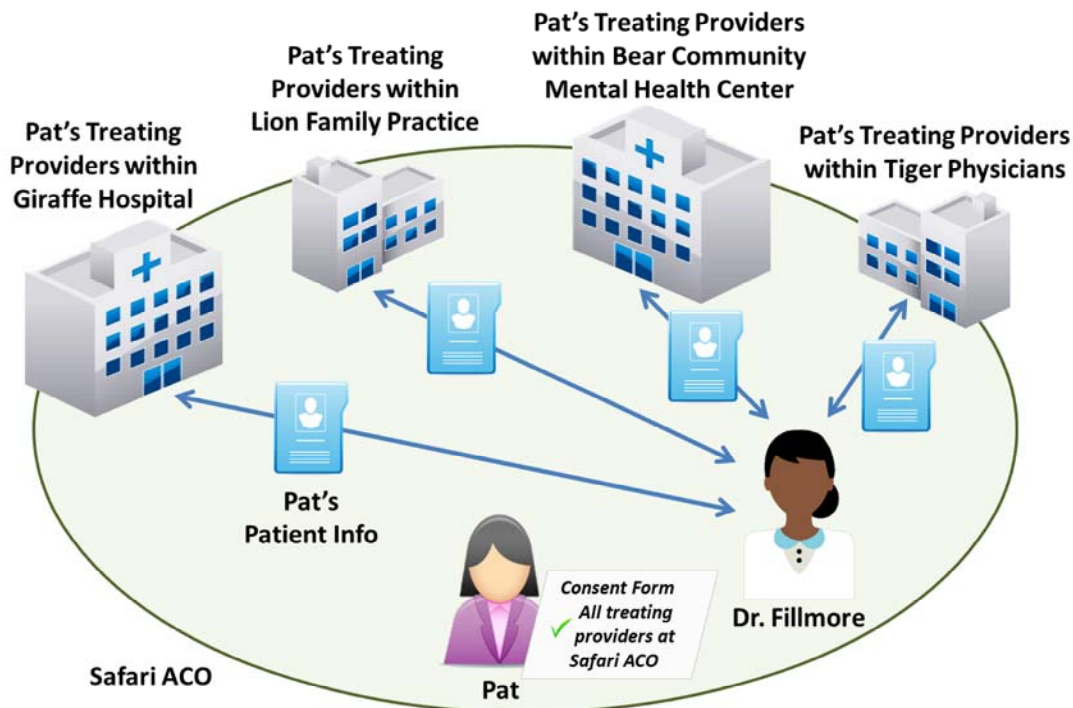 Pat's Treating
Providers within
Giraffe Hospital
Pat's Treating
Providers within
Lion Family Practice
Pat's Treating Providers
within Bear Community
Mental Health Center
Pat's Treating Providers
within Tiger Physicians
Pat's
Patient Info
Consent Form
All treating
providers at
Safari ACO
Dr. Fillmore
Safari ACO
Pat